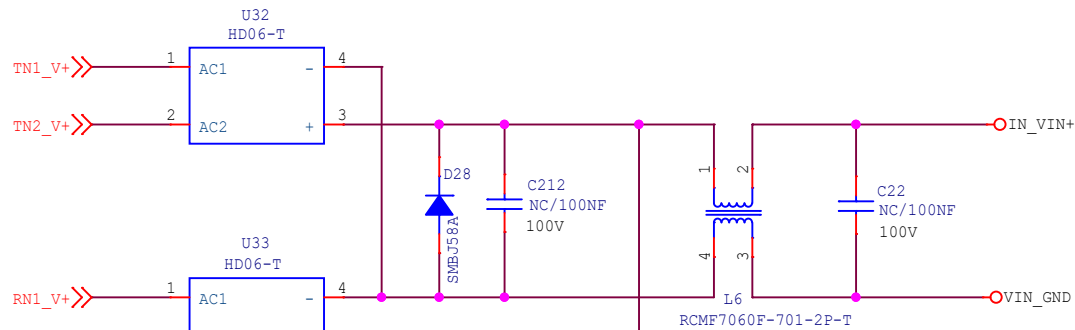 U32
HD06-T
TN1_V+
1
AC1
-
4
TN2_V+
2
AC2
+
3
IN_VIN+
D28
SMBJ58A
C212
NC/100NF
100V
1
2
4
3
C22
NC/100NF
100V
U33
HD06-T
RN1_V+
1
AC1
-
4
L6
RCMF7060F-701-2P-T
VIN_GND